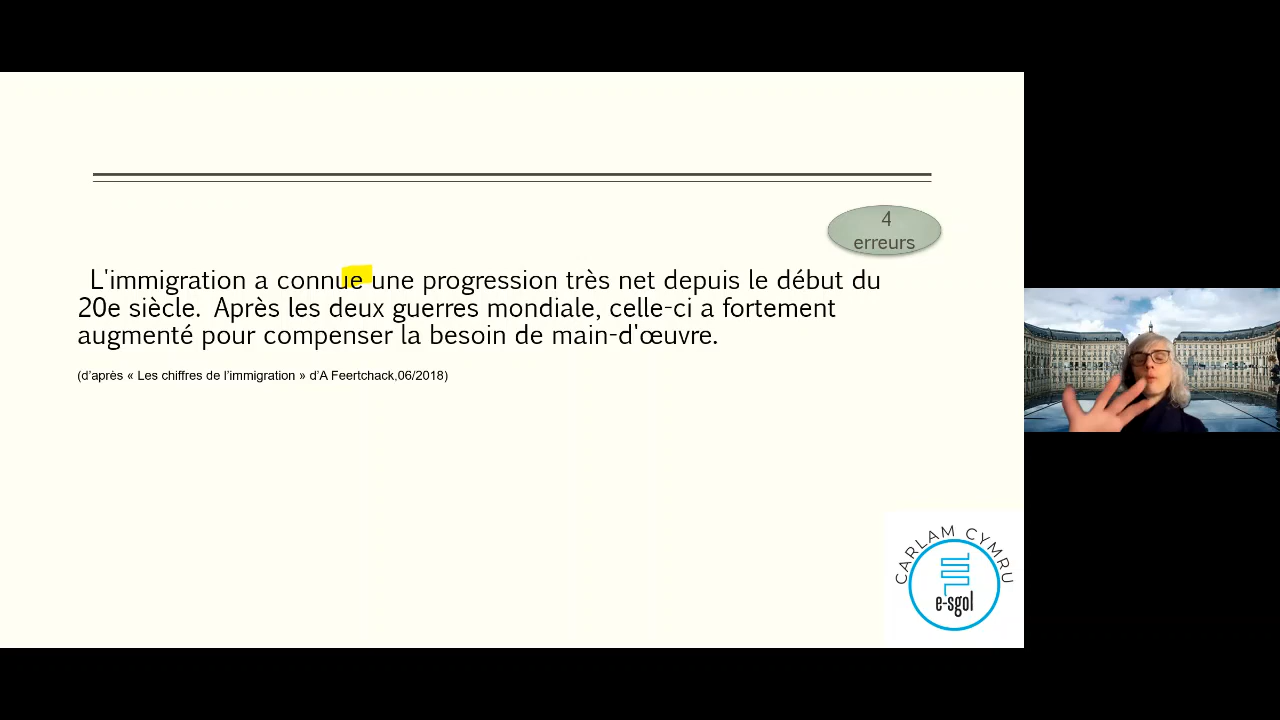 4
erreurs
L'immigration a connue une progression très net depuis le début du
20e siècle. Après les deux guerres mondiale, celle-ci a fortement
augmenté pour compenser la besoin de main-d'œuvre.
(d'après « Les chiffres de l'immigration » d'A Feertchack,06/2018)
CARLAM CYMRU
e-sgol